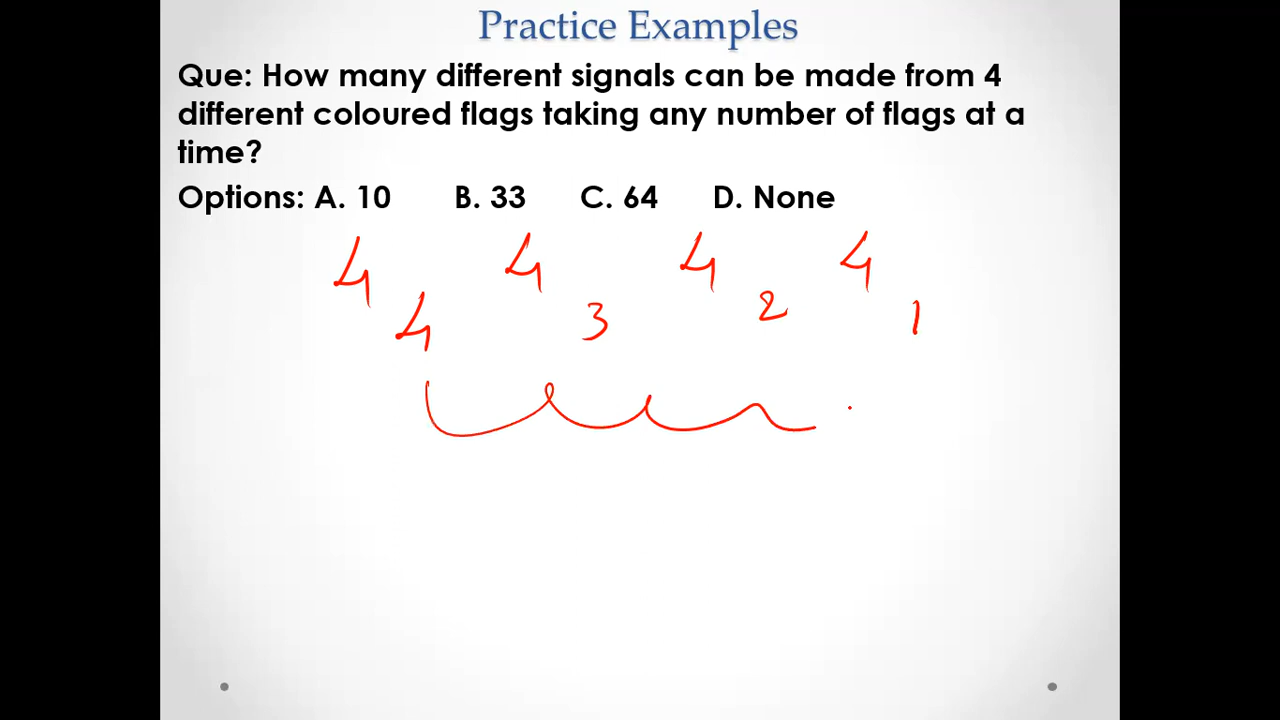 Practice Examples
Que: How many different signals can be made from 4
different coloured flags taking any number of flags at a
time?
Options: A. 10 B. 33 C. 64 D. None
4 4 4 4
4 3 2 1